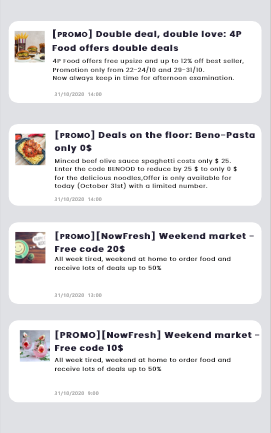 [PROMO] Double deal, double love: 4P
Food offers double deals
4P Food offers free upsize and up to 12% off best seller,
Promotion only from 22-24/10 and 29-31/10.
Now always keep in time for afternoon examination.
31/10/2020 14:00
[PROMO] Deals on the floor: Beno-Pasta
only 0$
Minced beef olive sauce spaghetti costs only $ 25.
Enter the code BENOOD to reduce by 25 $ to only 0 $
for the delicious noodles,Offer is only available for
today (October 31st) with a limited number.
31/10/2020 14:00
[PROMO][NowFresh] Weekend market -
Free code 20$
All week tired, weekend at home to order food and
receive lots of deals up to 50%
31/10/2020 13:00
[PROMO][NowFresh] Weekend market -
Free code 10$
All week tired, weekend at home to order food and
receive lots of deals up to 50%
31/10/2020 9:00